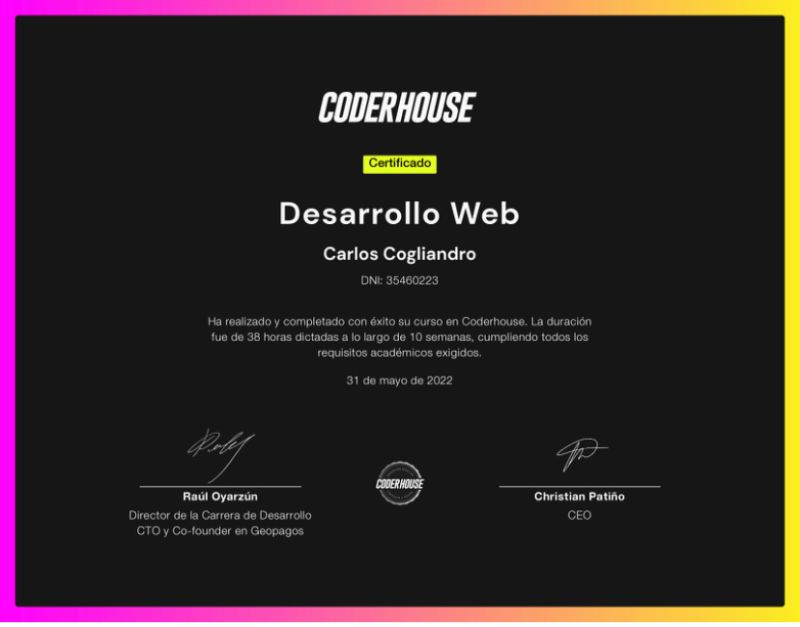 CODERHOUSE
Certificado
Desarrollo Web
Carlos Cogliandro
DNI: 35460223
Ha realizado y completado con éxito su curso en Coderhouse. La duración
fue de 38 horas dictadas a lo largo de 10 semanas, cumpliendo todos los
requisitos académicos exigidos.
31 de mayo de 2022
CODERHOUSE
Raúl Oyarzún
Director de la Carrera de Desarrollo
CTO y Co-founder en Geopagos
Christian Patiño
CEO